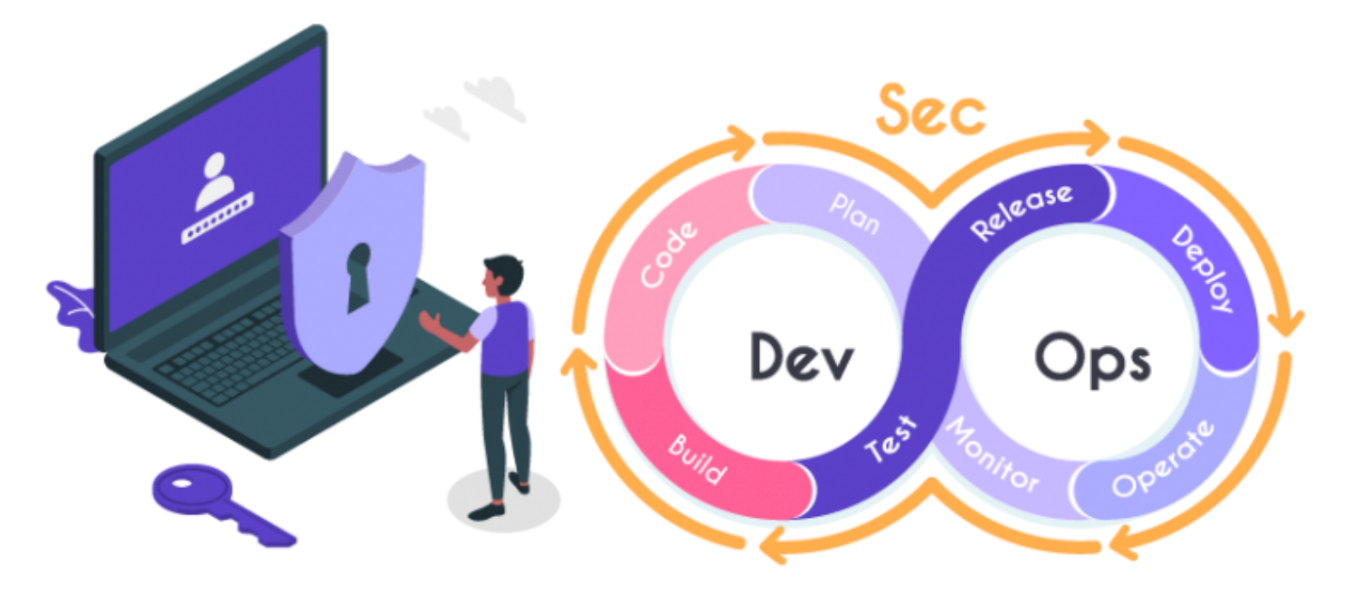 Sec
Plan
Code
Build
Test
Release
Deploy
Operate
Monitor
Dev
Ops